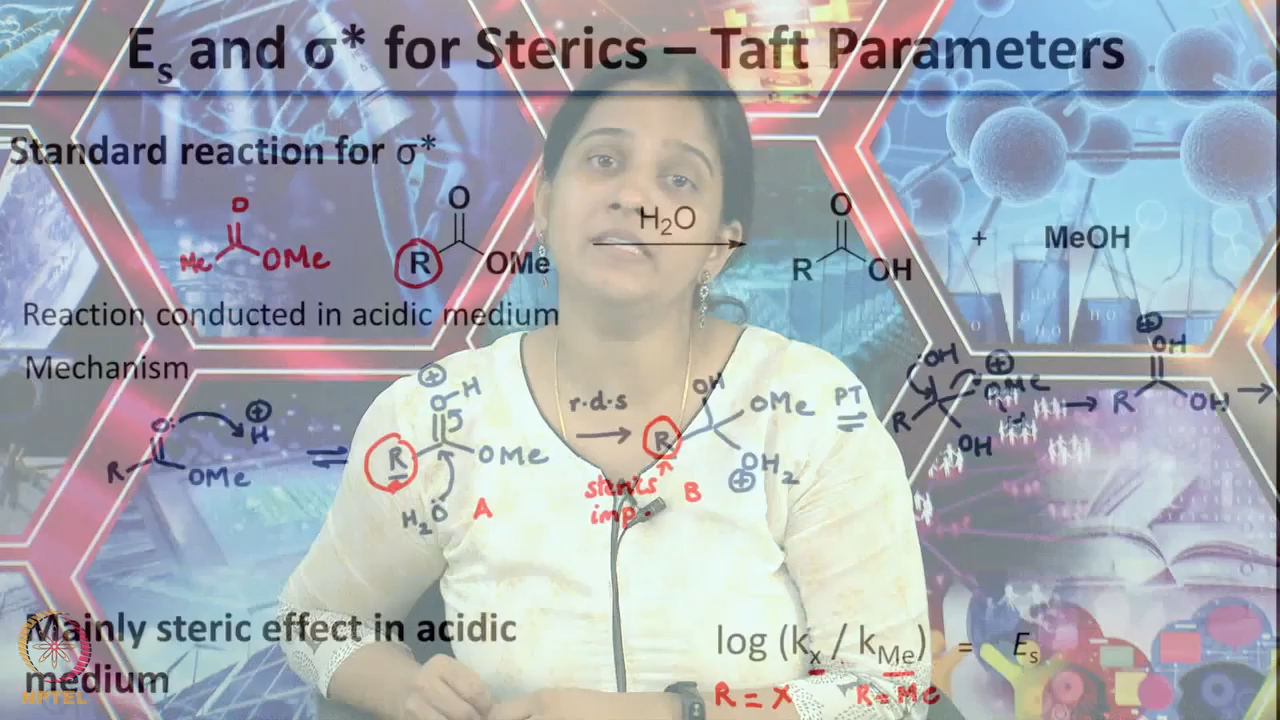 Es and σ* for Sterics – Taft Parameters
Standard reaction for σ*
O
Me OMe
O
R OMe
H2O
O
R OH
+ MeOH
Reaction conducted in acidic medium
Mechanism
O: ⊕H
R OMe
⇌
⊕
O H
R OMe
H2O A
r.d.s
OH
R OMe
⊕OH2
sterics B
imp.
PT
⇌
OH ⊕
R OMe
OH
⊕
OH
R OH
Mainly steric effect in acidic
medium
log (kx / kMe) = Es
R = X R = Me
NPTEL